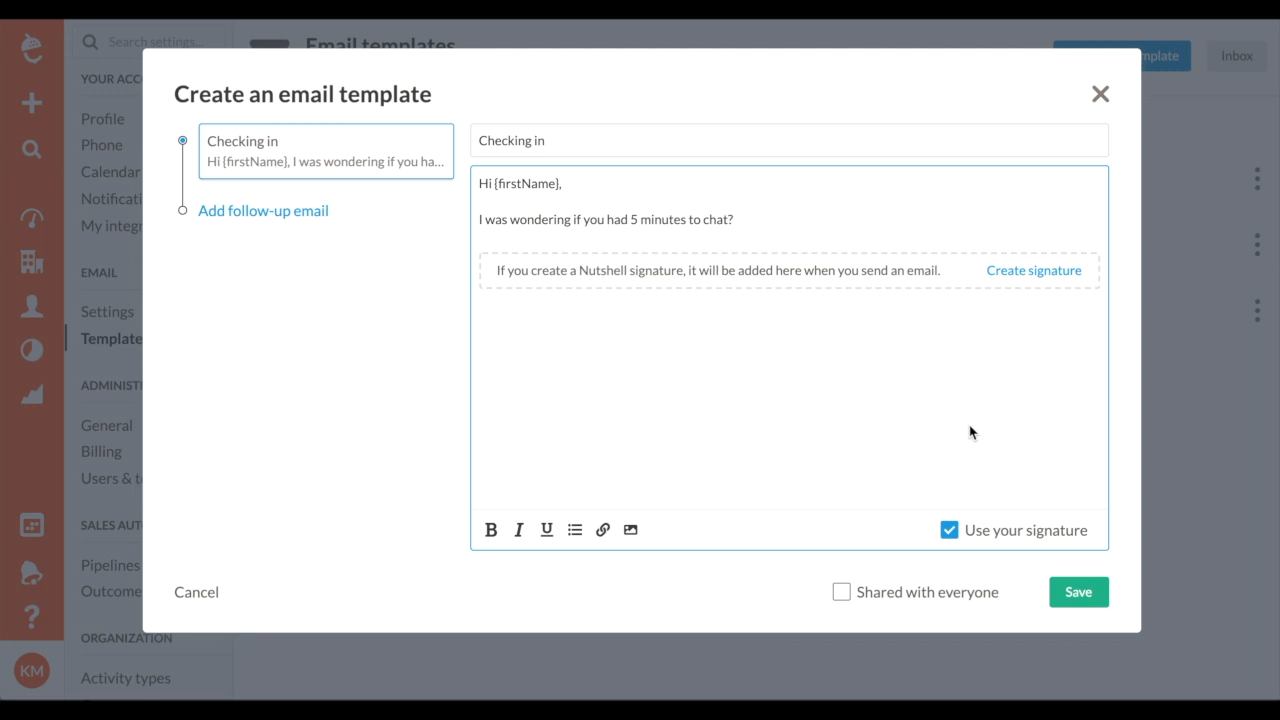 Search settings...
Email templates
mplate
Inbox
YOUR ACC
Profile
Phone
Calendar
Notificati
My integr
EMAIL
Settings
Template
ADMINISTI
General
Billing
Users & t
SALES AUT
Pipelines
Outcome
ORGANIZATION
Activity types
KM
Create an email template
Checking in
Hi {firstName}, I was wondering if you ha...
Add follow-up email
Checking in
Hi {firstName},
I was wondering if you had 5 minutes to chat?
If you create a Nutshell signature, it will be added here when you send an email.
Create signature
B I U
Use your signature
Cancel
Shared with everyone
Save